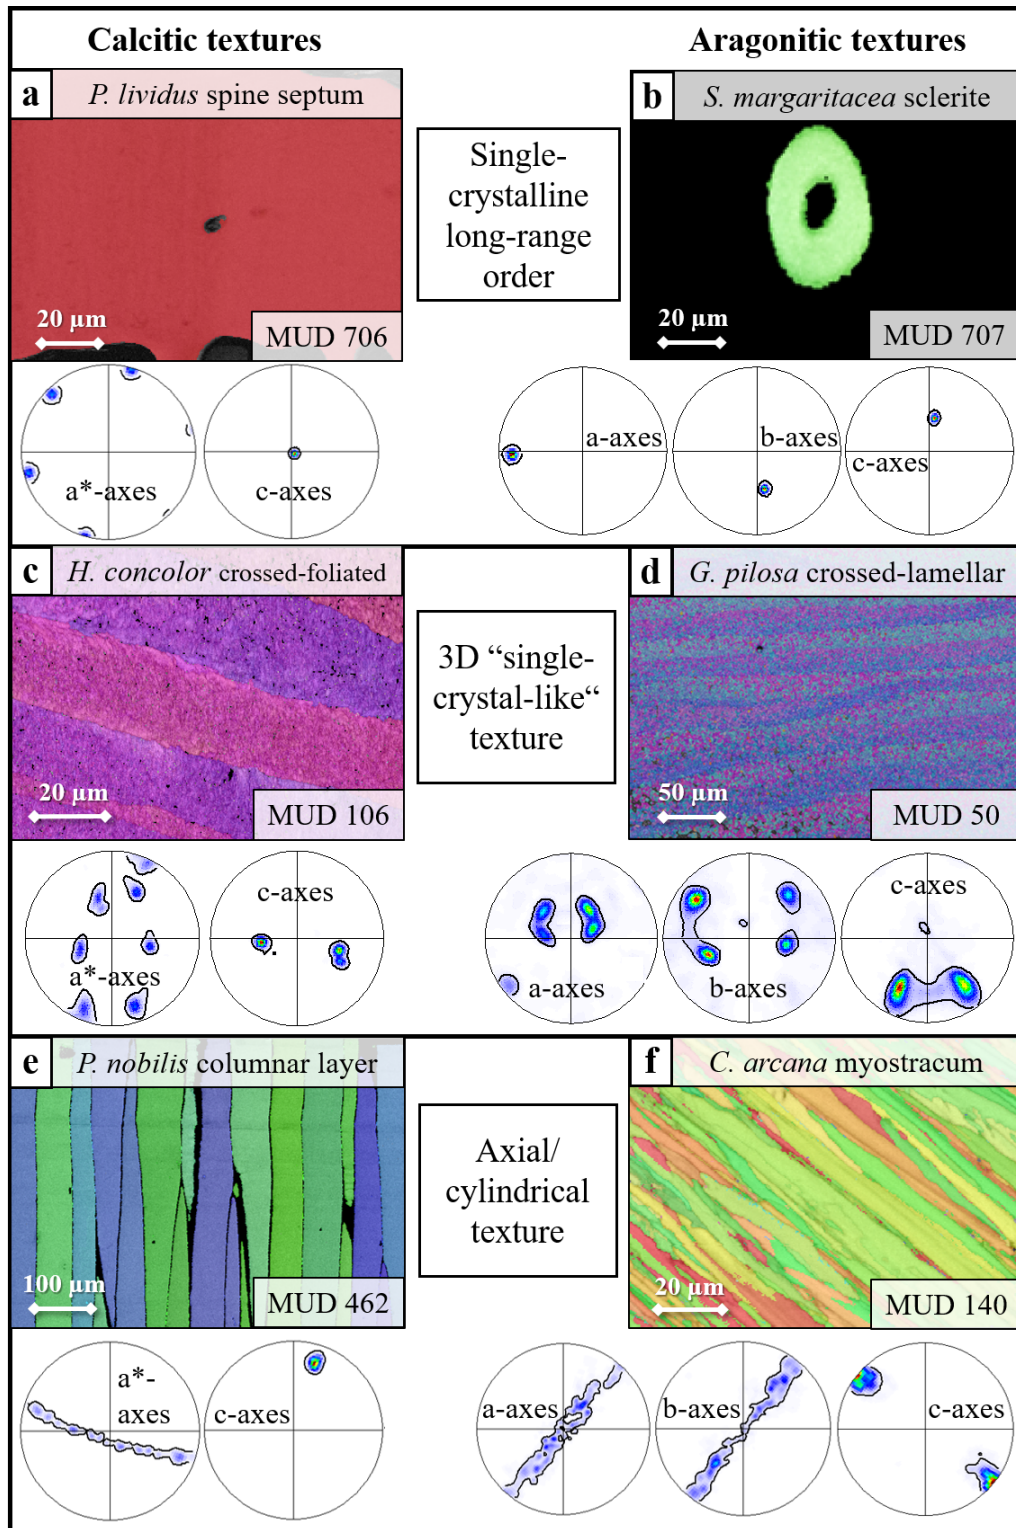 Calcitic textures
Aragonitic textures
a
P. lividus spine septum
20 µm
MUD 706
a*-axes
c-axes
Single-
crystalline
long-range
order
b
S. margaritacea sclerite
20 µm
MUD 707
a-axes
b-axes
c-axes
c
H. concolor crossed-foliated
20 µm
MUD 106
a*-axes
c-axes
3D “single-
crystal-like“
texture
d
G. pilosa crossed-lamellar
50 µm
MUD 50
a-axes
b-axes
c-axes
e
P. nobilis columnar layer
100 µm
MUD 462
a*-
axes
c-axes
Axial/
cylindrical
texture
f
C. arcana myostracum
20 µm
MUD 140
a-axes
b-axes
c-axes